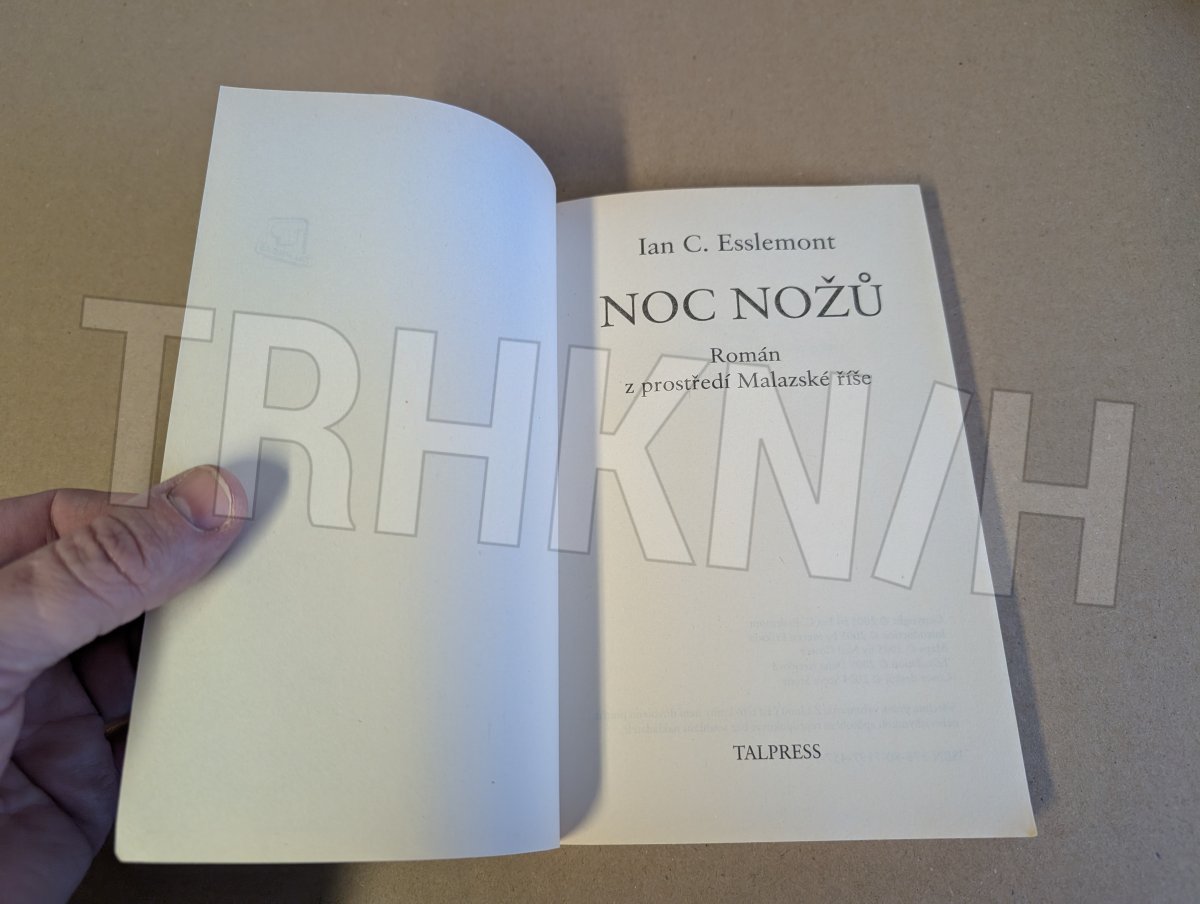 Ian C. Esslemont
NOC NOŽŮ
Román
z prostředí Malazské říše
TRHKNIH
TALPRESS